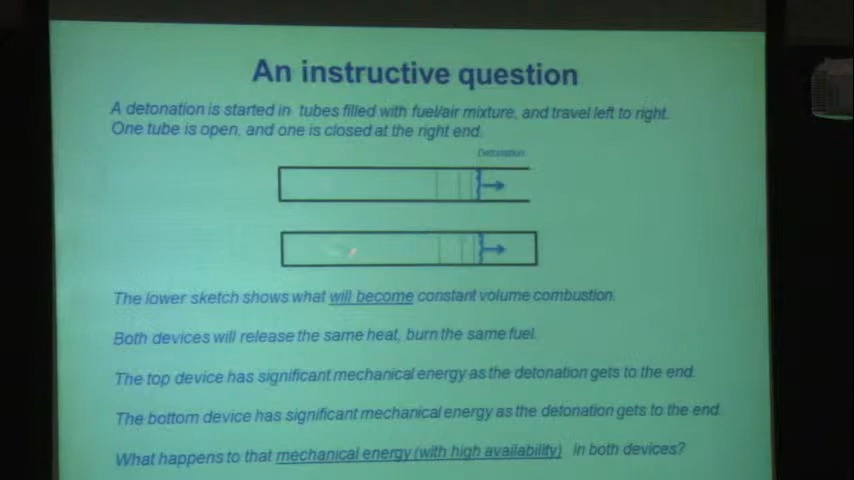 An instructive question
A detonation is started in tubes filled with fuel/air mixture, and travel left to right.
One tube is open, and one is closed at the right end.
Detonation
The lower sketch shows what will become constant volume combustion.
Both devices will release the same heat, burn the same fuel.
The top device has significant mechanical energy as the detonation gets to the end.
The bottom device has significant mechanical energy as the detonation gets to the end.
What happens to that mechanical energy (with high availability) in both devices?